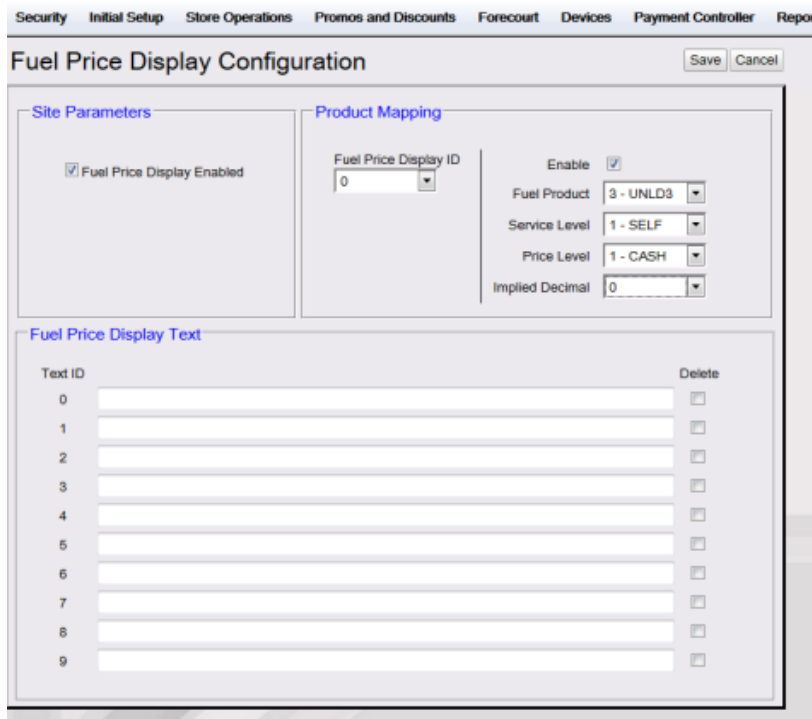 Security Initial Setup Store Operations Promos and Discounts Forecourt Devices Payment Controller Repor
Fuel Price Display Configuration Save Cancel
Site Parameters
Fuel Price Display Enabled
Product Mapping
Fuel Price Display ID
0
Enable
Fuel Product 3 - UNLD3
Service Level 1 - SELF
Price Level 1 - CASH
Implied Decimal 0
Fuel Price Display Text
Text ID Delete
0
1
2
3
4
5
6
7
8
9